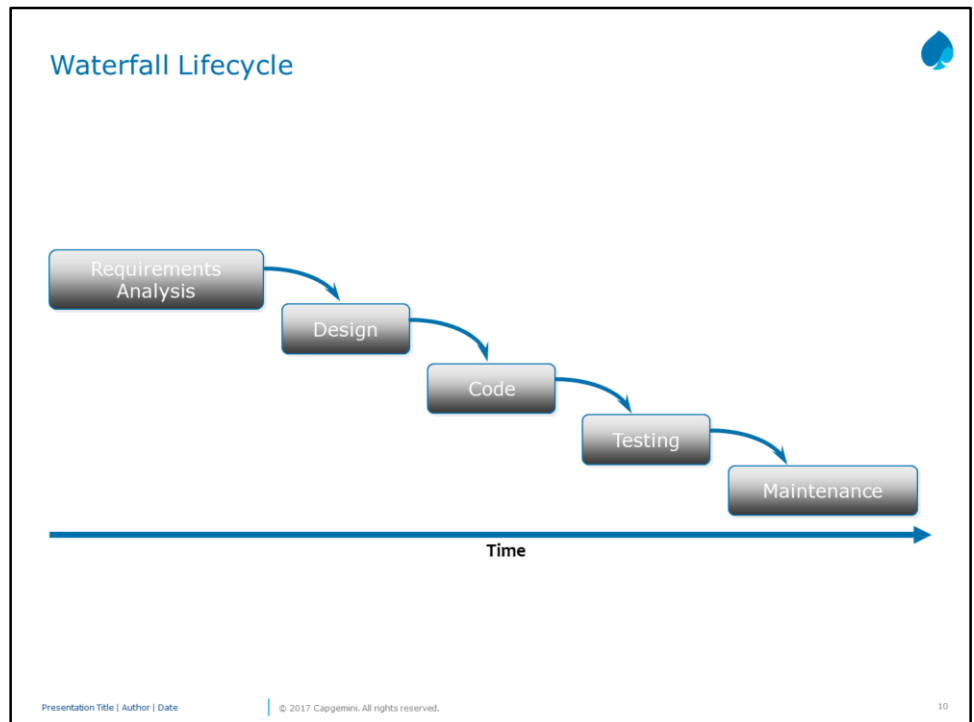 Waterfall Lifecycle
Requirements
Analysis
Design
Code
Testing
Maintenance
Time
Presentation Title | Author | Date
© 2017 Capgemini. All rights reserved.
10